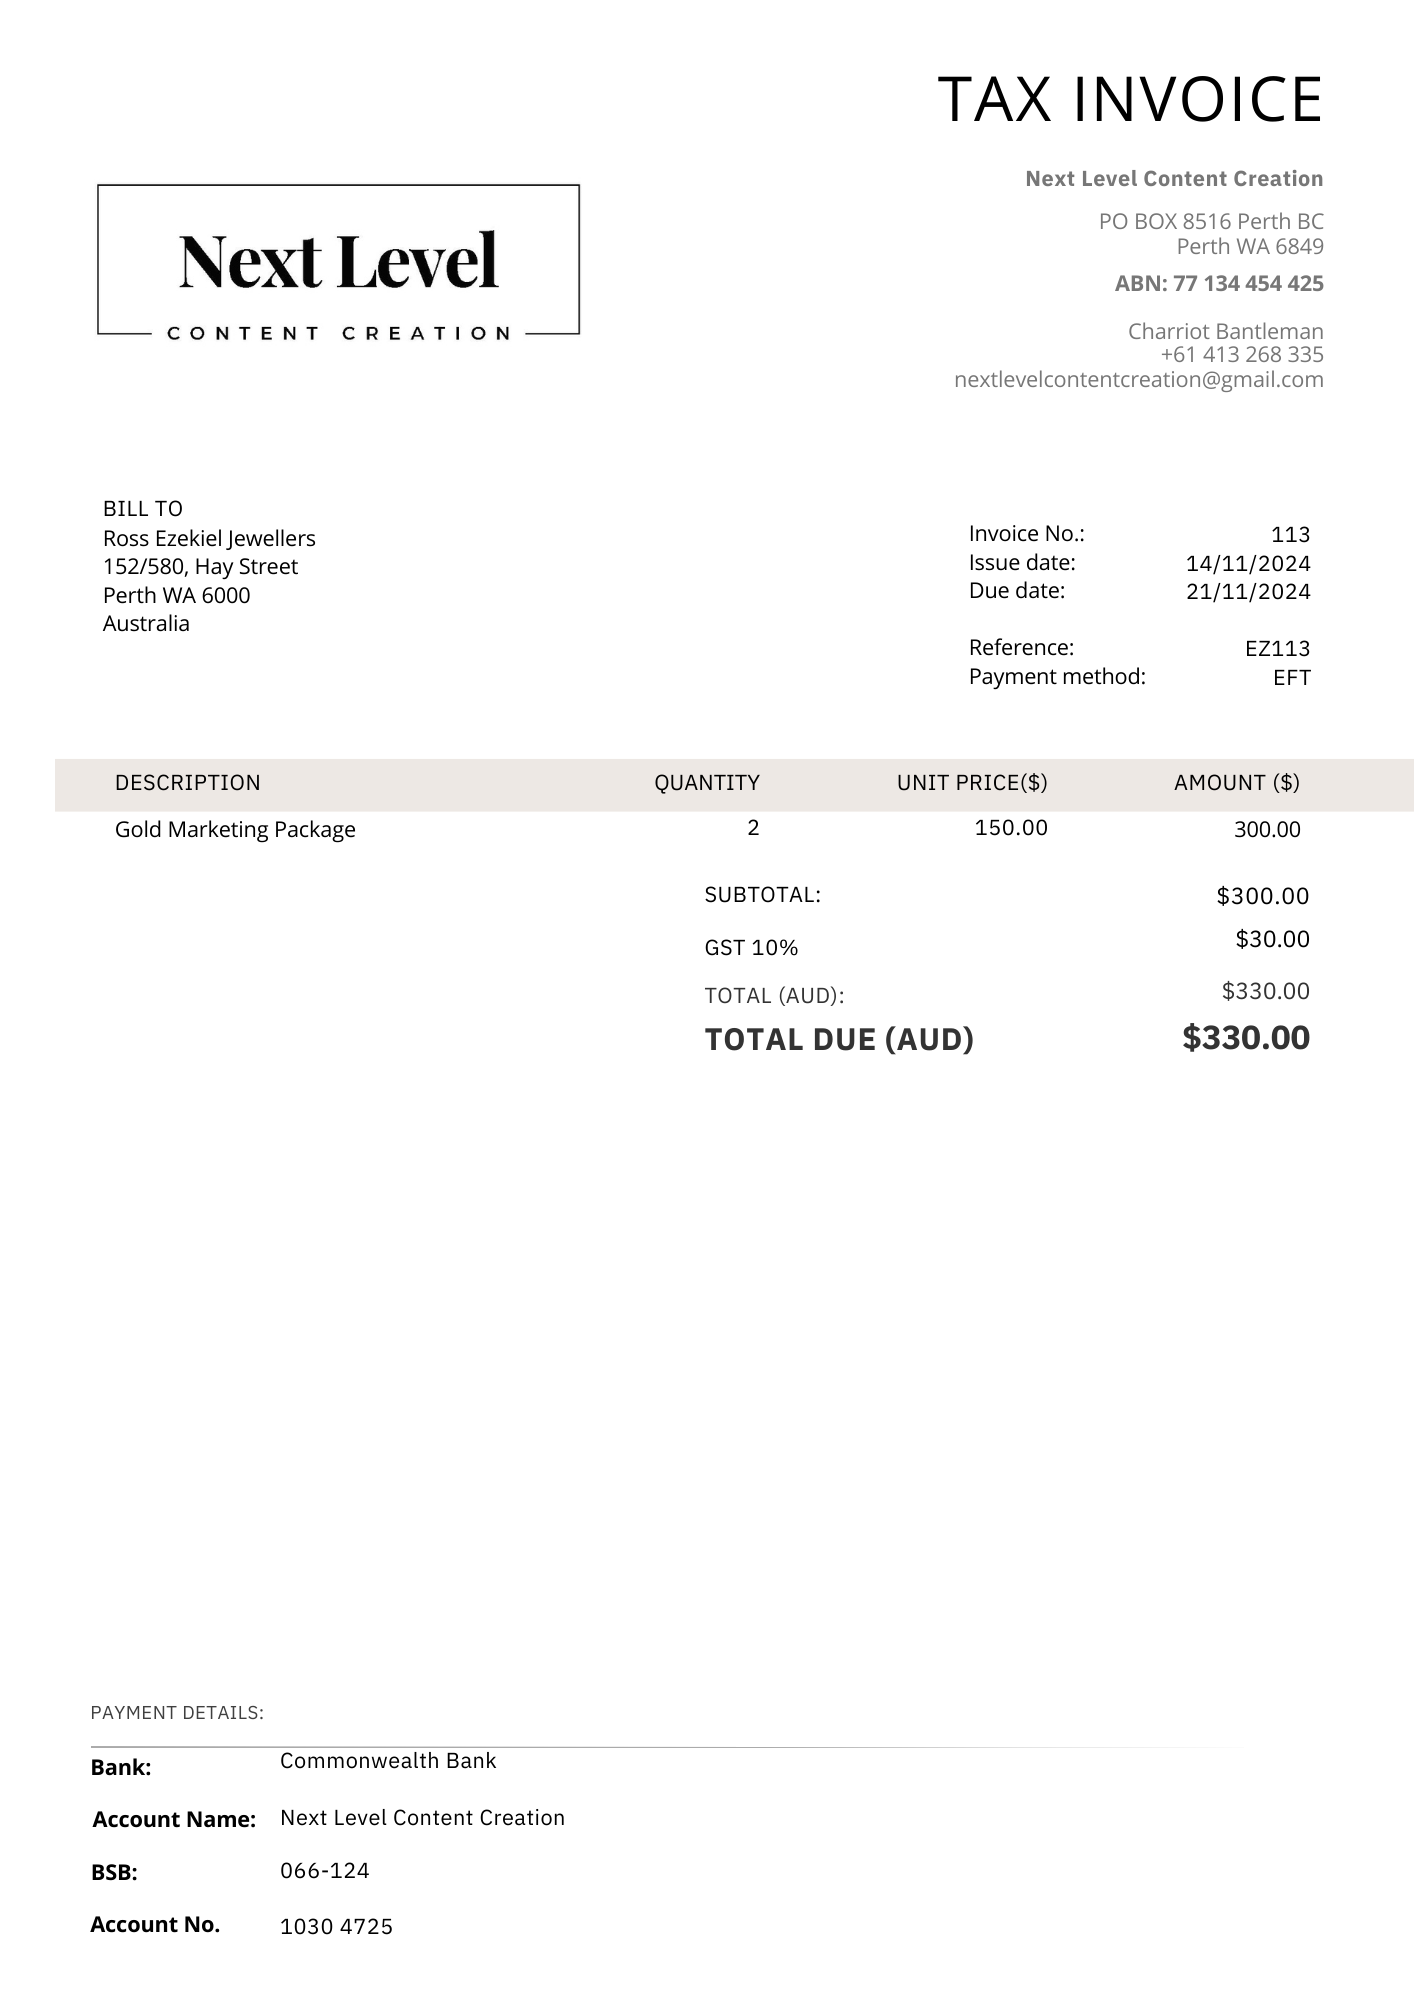 TAX INVOICE
Next Level
CONTENT CREATION
Next Level Content Creation
PO BOX 8516 Perth BC
Perth WA 6849
ABN: 77 134 454 425
Charriot Bantleman
+61 413 268 335
nextlevelcontentcreation@gmail.com
BILL TO
Ross Ezekiel Jewellers
152/580, Hay Street
Perth WA 6000
Australia
Invoice No.: 113
Issue date: 14/11/2024
Due date: 21/11/2024
Reference: EZ113
Payment method: EFT
DESCRIPTION QUANTITY UNIT PRICE($) AMOUNT ($)
Gold Marketing Package 2 150.00 300.00
SUBTOTAL: $300.00
GST 10% $30.00
TOTAL (AUD): $330.00
TOTAL DUE (AUD) $330.00
PAYMENT DETAILS:
Bank: Commonwealth Bank
Account Name: Next Level Content Creation
BSB: 066-124
Account No. 1030 4725